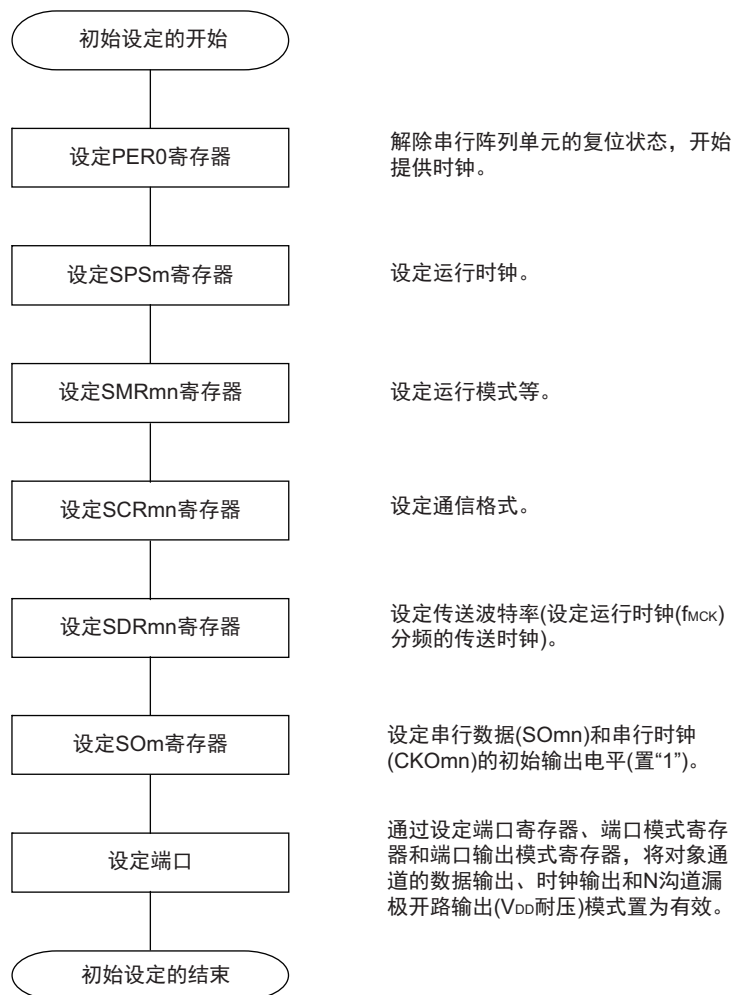 初始设定的开始
设定PER0寄存器
解除串行阵列单元的复位状态，开始
提供时钟。
设定SPSm寄存器
设定运行时钟。
设定SMRmn寄存器
设定运行模式等。
设定SCRmn寄存器
设定通信格式。
设定SDRmn寄存器
设定传送波特率(设定运行时钟(fMCK)
分频的传送时钟)。
设定SOm寄存器
设定串行数据(SOmn)和串行时钟
(CKOmn)的初始输出电平(置“1”)。
设定端口
通过设定端口寄存器、端口模式寄存
器和端口输出模式寄存器，将对象通
道的数据输出、时钟输出和N沟道漏
极开路输出(VDD耐压)模式置为有效。
初始设定的结束